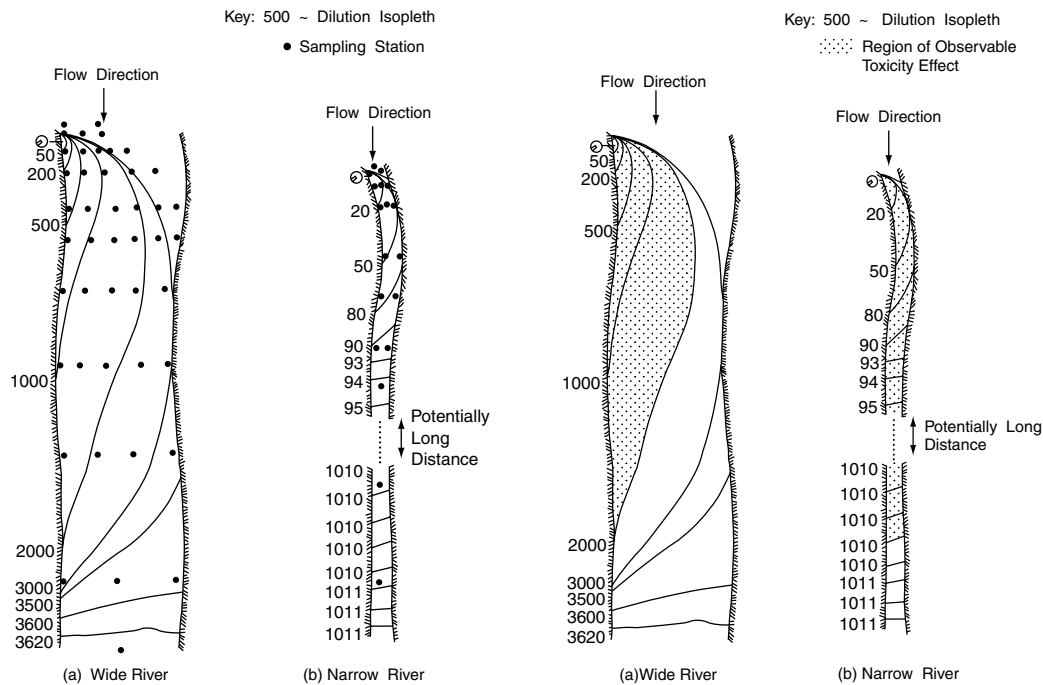 Key: 500 ~ Dilution Isopleth
● Sampling Station
Flow Direction
50
200
500
1000
2000
3000
3500
3600
3620
(a) Wide River
Flow Direction
20
50
80
90
93
94
95
Potentially
Long
Distance
1010
1010
1010
1010
1010
1011
1011
1011
(b) Narrow River
Key: 500 ~ Dilution Isopleth
Region of Observable
Toxicity Effect
Flow Direction
50
200
500
1000
2000
3000
3500
3600
3620
(a)Wide River
Flow Direction
20
50
80
90
93
94
95
Potentially Long
Distance
1010
1010
1010
1010
1010
1011
1011
1011
(b) Narrow River